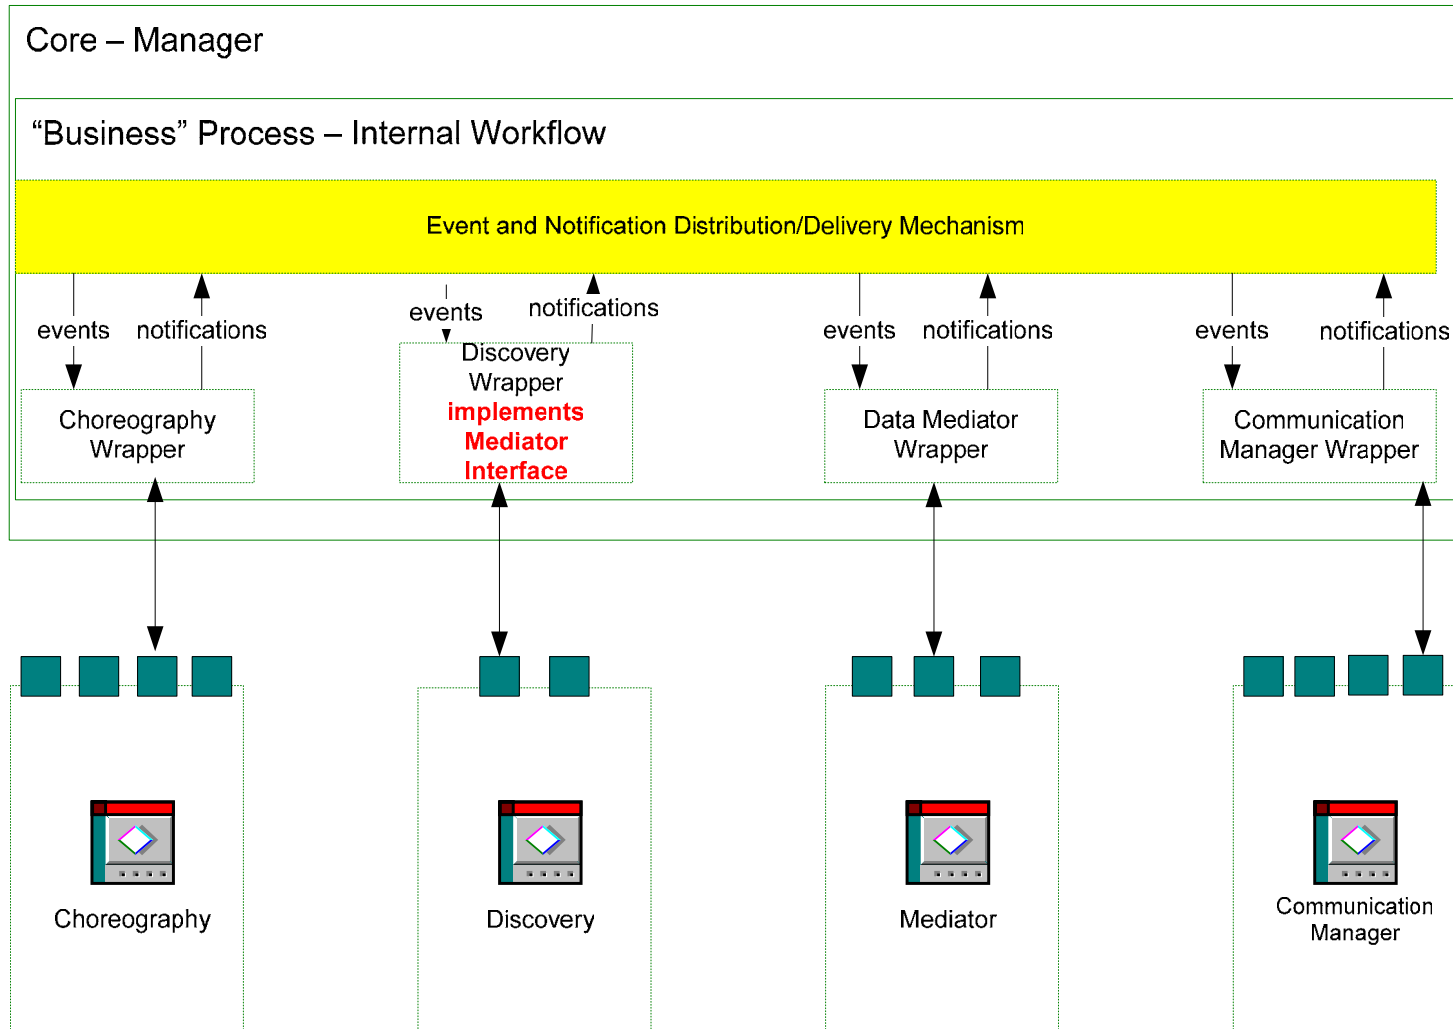 Core – Manager
“Business” Process – Internal Workflow
Event and Notification Distribution/Delivery Mechanism
events
notifications
events
notifications
events
notifications
events
notifications
Choreography
Wrapper
Discovery
Wrapper
implements
Mediator
Interface
Data Mediator
Wrapper
Communication
Manager Wrapper
Choreography
Discovery
Mediator
Communication
Manager